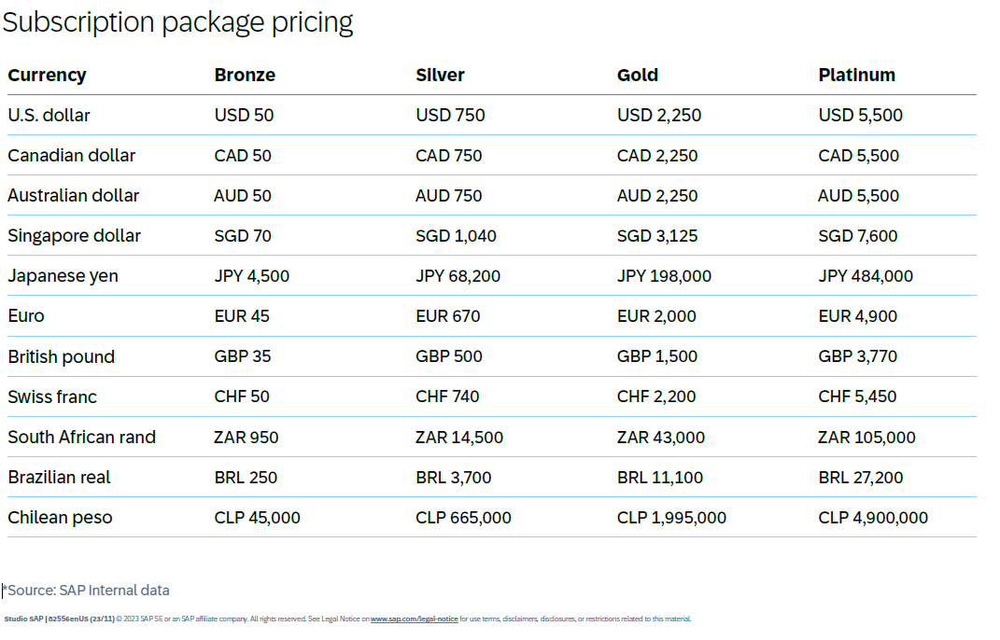 Subscription package pricing
Currency Bronze Silver Gold Platinum
U.S. dollar USD 50 USD 750 USD 2,250 USD 5,500
Canadian dollar CAD 50 CAD 750 CAD 2,250 CAD 5,500
Australian dollar AUD 50 AUD 750 AUD 2,250 AUD 5,500
Singapore dollar SGD 70 SGD 1,040 SGD 3,125 SGD 7,600
Japanese yen JPY 4,500 JPY 68,200 JPY 198,000 JPY 484,000
Euro EUR 45 EUR 670 EUR 2,000 EUR 4,900
British pound GBP 35 GBP 500 GBP 1,500 GBP 3,770
Swiss franc CHF 50 CHF 740 CHF 2,200 CHF 5,450
South African rand ZAR 950 ZAR 14,500 ZAR 43,000 ZAR 105,000
Brazilian real BRL 250 BRL 3,700 BRL 11,100 BRL 27,200
Chilean peso CLP 45,000 CLP 665,000 CLP 1,995,000 CLP 4,900,000
*Source: SAP Internal data
Studio SAP | 82556enUS (23/11) © 2023 SAP SE or an SAP affiliate company. All rights reserved. See Legal Notice on www.sap.com/legal-notice for use terms, disclaimers, disclosures, or restrictions related to this material.